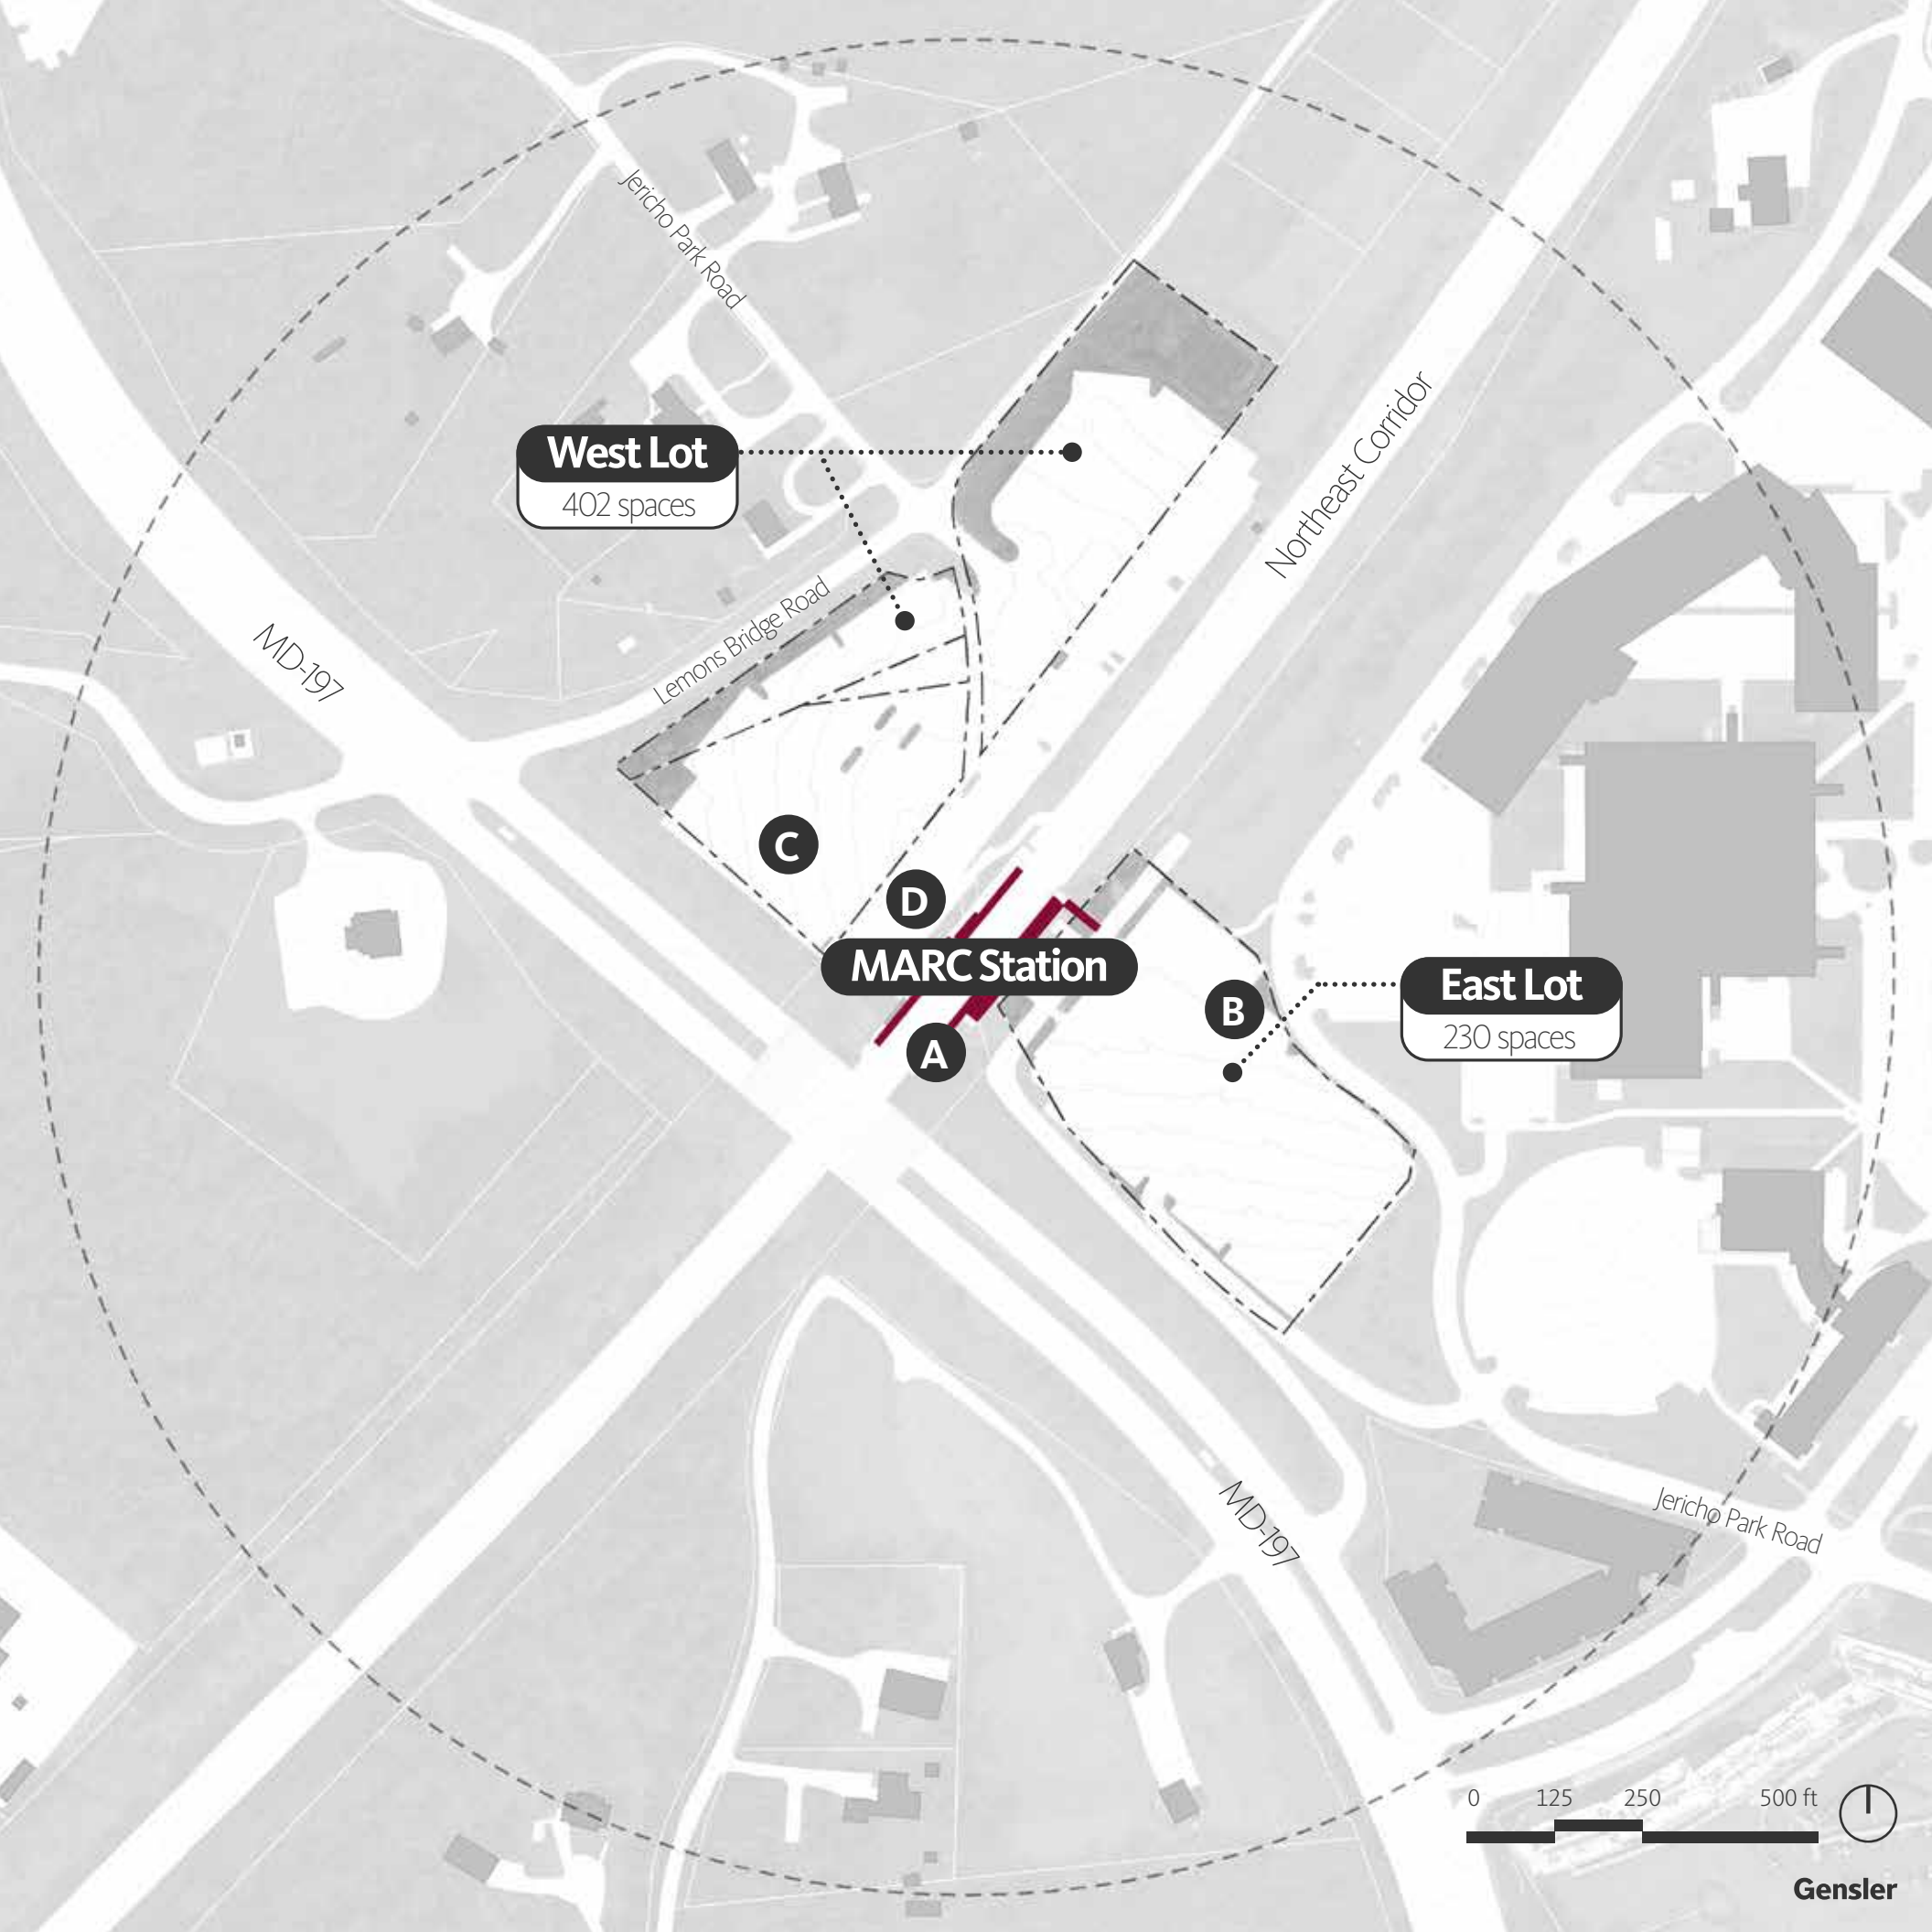 Jericho Park Road
West Lot
402 spaces
Northeast Corridor
Lemons Bridge Road
MD-197
C
D
MARC Station
B
East Lot
230 spaces
A
MD-197
Jericho Park Road
0 125 250 500 ft
Gensler